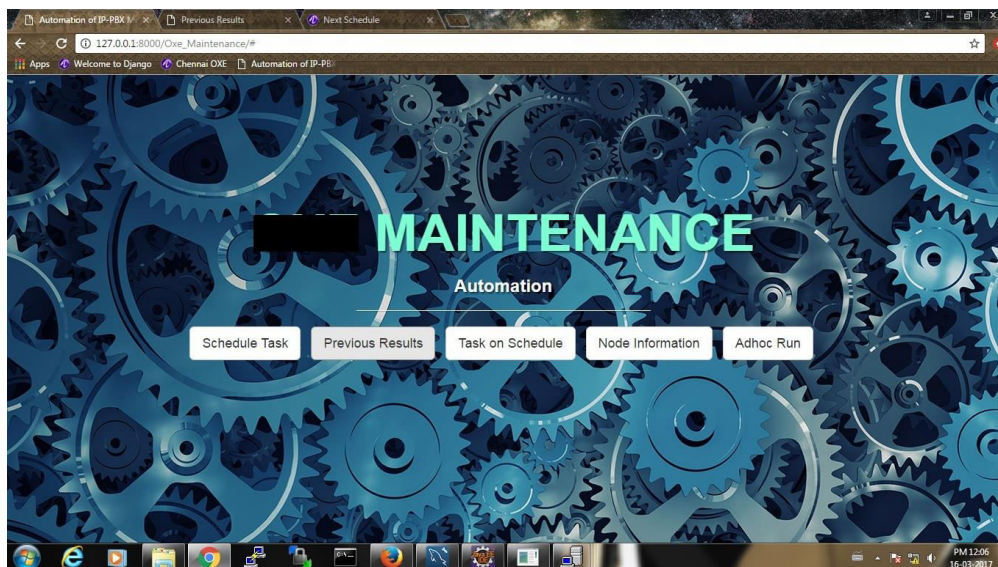 Automation of IP-PBX M
Previous Results
Next Schedule
127.0.0.1:8000/Oxe_Maintenance/#
Apps
Welcome to Django
Chennai OXE
Automation of IP-PBX
MAINTENANCE
Automation
Schedule Task
Previous Results
Task on Schedule
Node Information
Adhoc Run
PM 12:06
16-03-2017